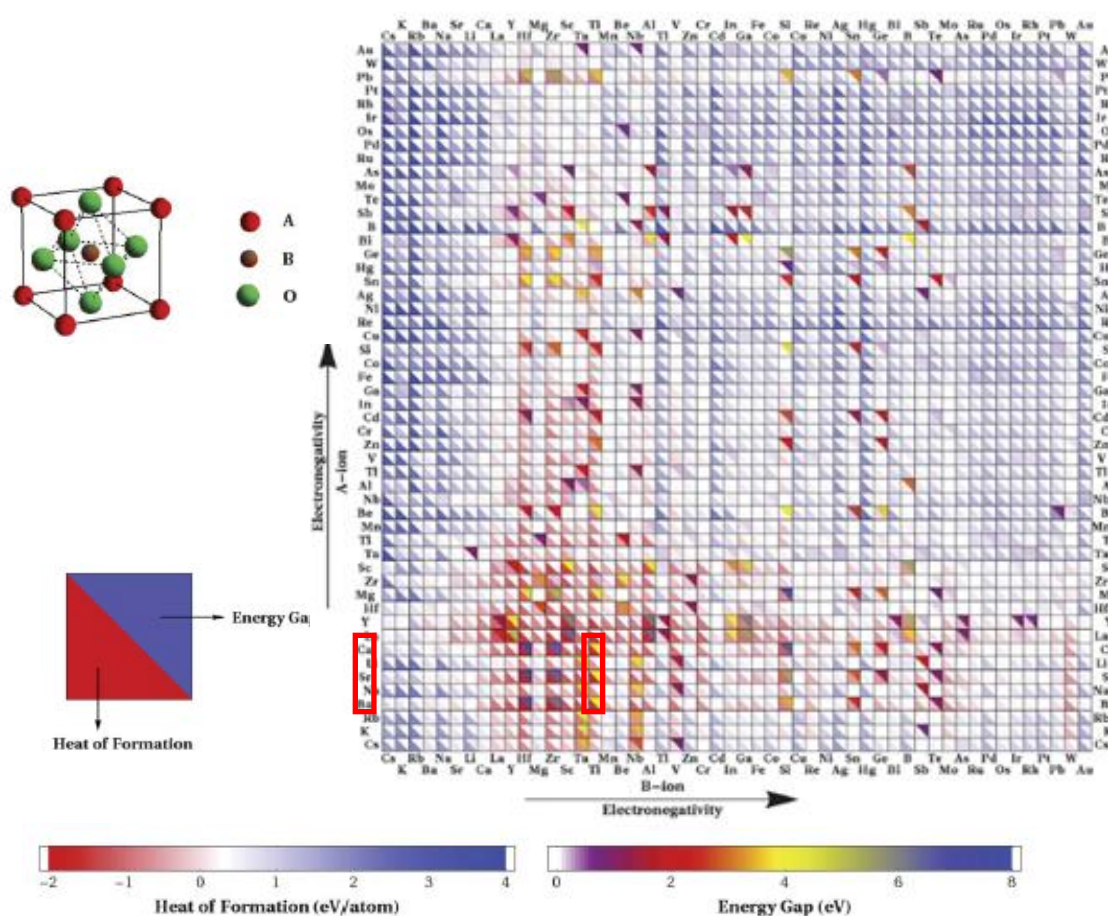 K Ba Sr Ca Y Mg Sc Ti Be Al V Cr In Fe Si Re Ag Hg Bi B Te As Ru Os Rh Pb Au
Cs Rb Na Li La Hf Zr Ta Mn Nb Tl Zn Cd Ga Co Cu Ni Sn Ge Sb Mo Pd Ir Pt W
Au
W
Pb
Pt
Rh
Ir
Os
Pd
Ru
As
Mo
Te
Sb
B
Bi
Ge
Hg
Sn
Ag
Ni
Re
Cu
Si
Co
Fe
Ga
In
Cd
Cr
Zn
V
Tl
Al
Nb
Be
Mn
Ti
Ta
Sc
Zr
Mg
Hf
Y
Ca
Sr
Ba
Rb
K
Cs
A
B
O
Electronegativity
A-ion
Energy Gap
Heat of Formation
Cs Rb Na Li La Hf Zr Ta Mn Nb Tl Zn Cd Ga Co Cu Ni Sn Ge Sb Mo Pd Ir Pt W
K Ba Sr Ca Y Mg Sc Ti Be Al V Cr In Fe Si Re Ag Hg Bi B Te As Ru Os Rh Pb Au
B-ion
Electronegativity
-2 -1 0 1 2 3 4
Heat of Formation (eV/atom)
0 2 4 6 8
Energy Gap (eV)